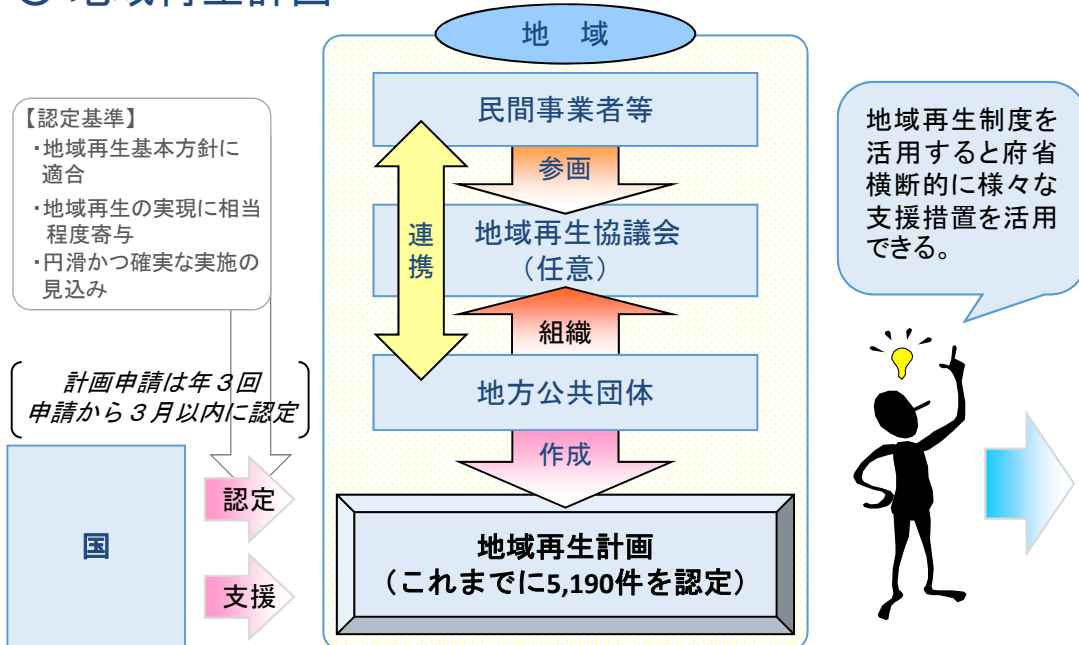 ○ 地域再生計画
地　域
民間事業者等
【認定基準】
・地域再生基本方針に
適合
・地域再生の実現に相当
程度寄与
・円滑かつ確実な実施の
見込み
参画
連
携
地域再生協議会
（任意）
組織
地方公共団体
作成
計画申請は年３回
申請から３月以内に認定
国
認定
支援
地域再生計画
（これまでに5,190件を認定）
地域再生制度を
活用すると府省
横断的に様々な
支援措置を活用
できる。